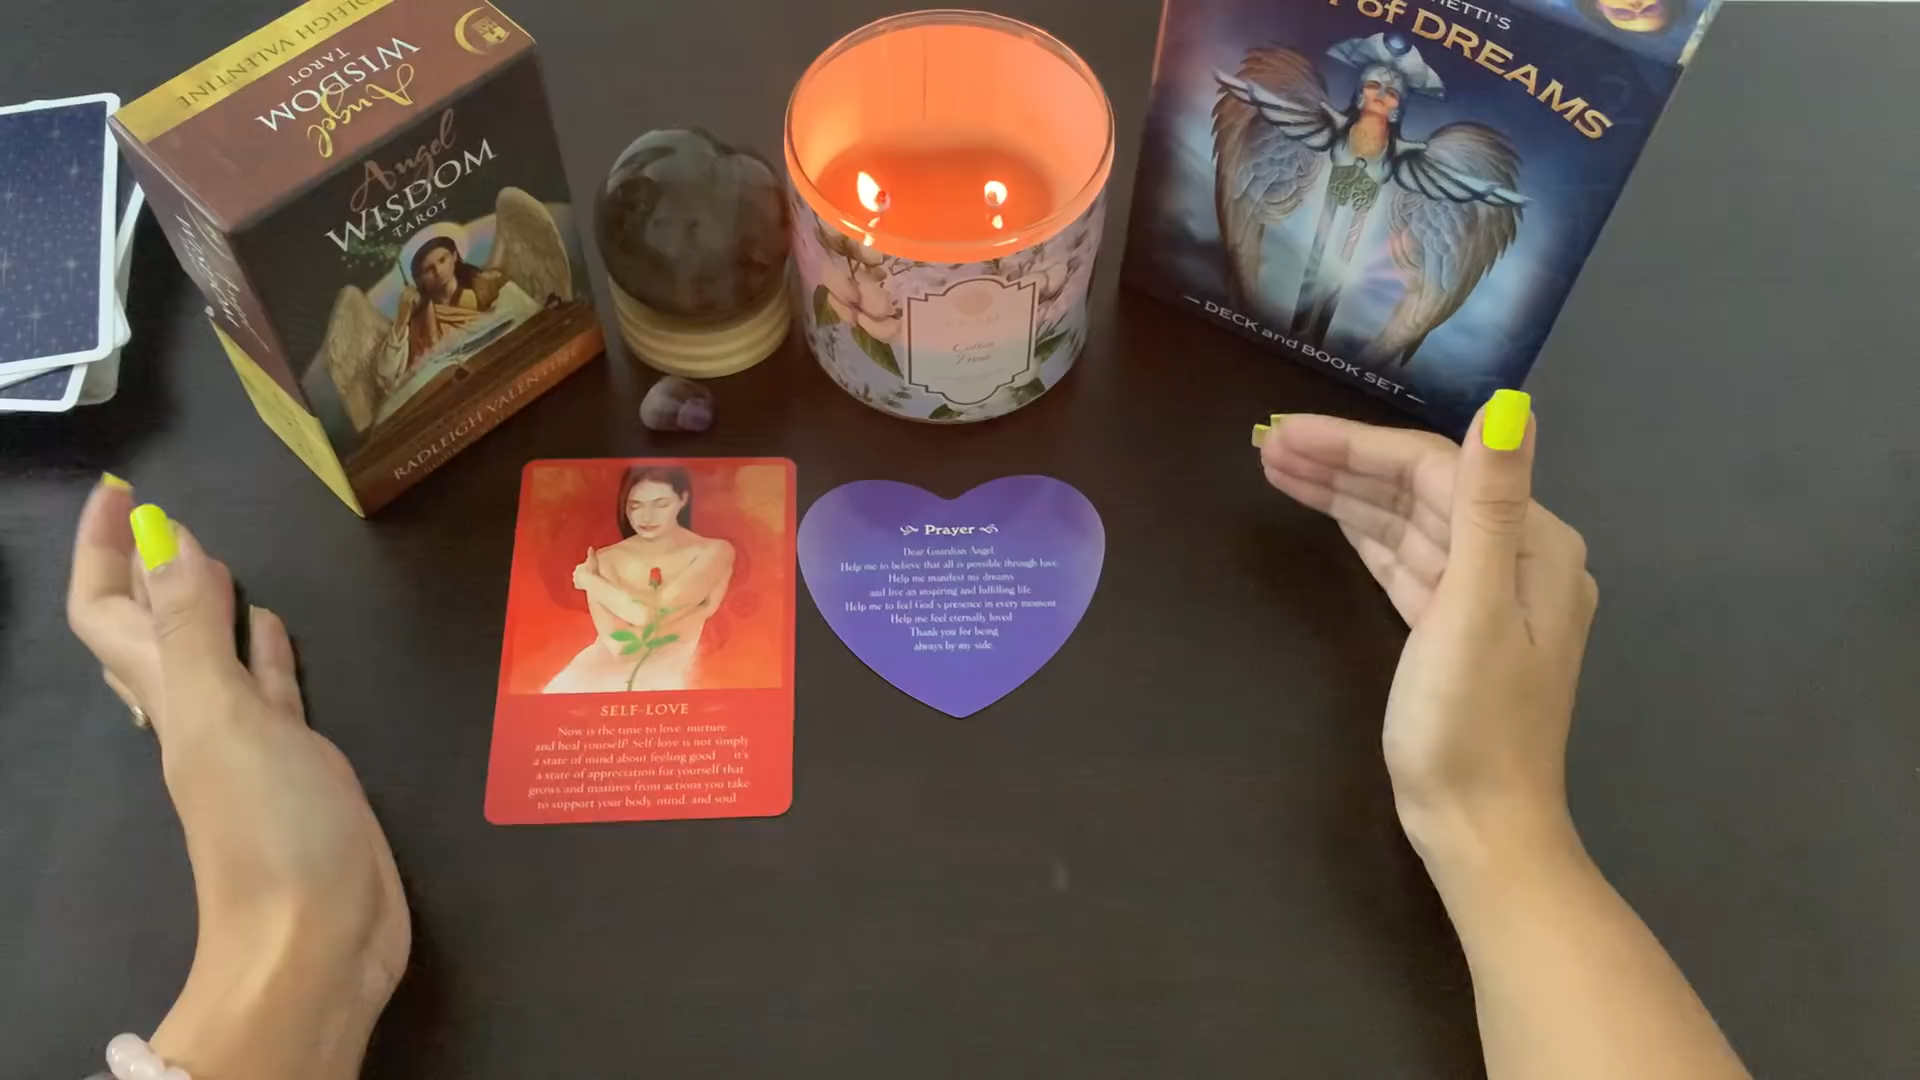 RADLEIGH VALENTINE
Angel
WISDOM
TAROT
Angel
WISDOM
TAROT
RADLEIGH VALENTINE
of DREAMS
— DECK and BOOK SET —
SELF-LOVE
Now is the time to love, nurture
and heal yourself! Self-love is not simply
a state of mind about feeling good it's
a state of appreciation for yourself that
grows and matures from actions you take
to support your body, mind, and soul
Prayer
Dear Guardian Angel,
Help me to believe that all is possible through love.
Help me manifest my dreams
and live an inspiring and fulfilling life
Help me to feel God's presence in every moment
Help me feel eternally loved
Thank you for being
always by my side.